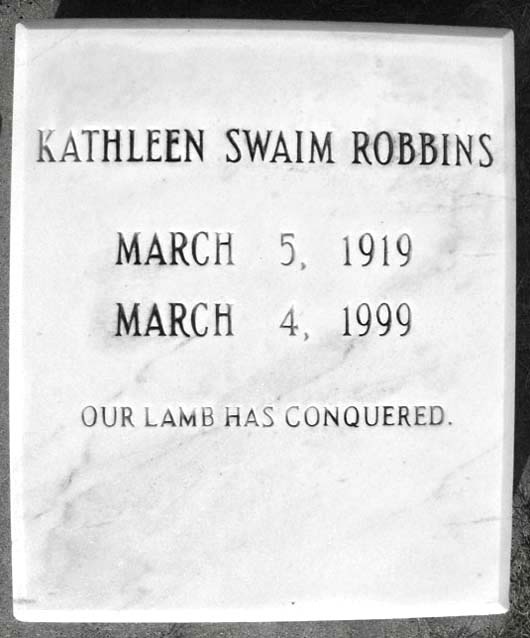 KATHLEEN SWAIM ROBBINS
MARCH 5, 1919
MARCH 4, 1999
OUR LAMB HAS CONQUERED.